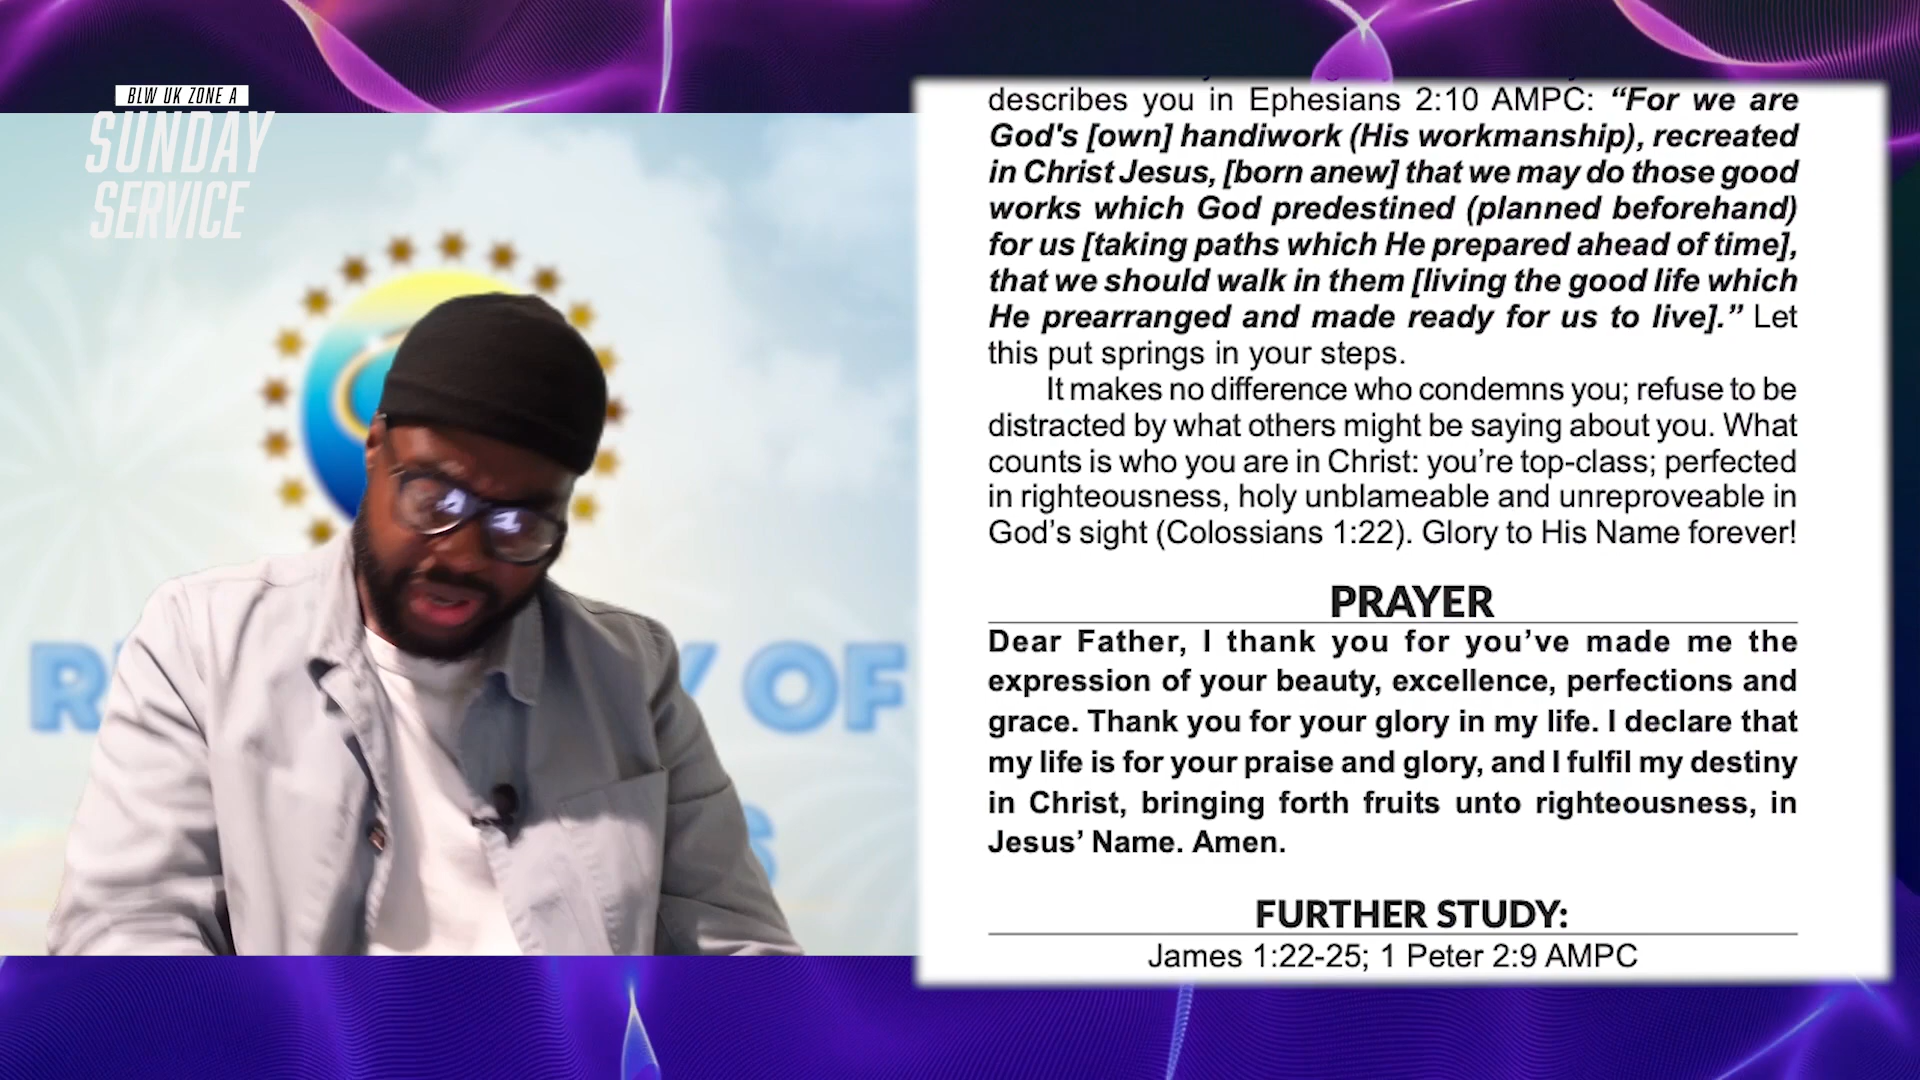 BLW UK ZONE A
SUNDAY
SERVICE
OF
describes you in Ephesians 2:10 AMPC: “For we are
God's [own] handiwork (His workmanship), recreated
in Christ Jesus, [born anew] that we may do those good
works which God predestined (planned beforehand)
for us [taking paths which He prepared ahead of time],
that we should walk in them [living the good life which
He prearranged and made ready for us to live].” Let
this put springs in your steps.
It makes no difference who condemns you; refuse to be
distracted by what others might be saying about you. What
counts is who you are in Christ: you’re top-class; perfected
in righteousness, holy unblameable and unreproveable in
God’s sight (Colossians 1:22). Glory to His Name forever!
PRAYER
Dear Father, I thank you for you’ve made me the
expression of your beauty, excellence, perfections and
grace. Thank you for your glory in my life. I declare that
my life is for your praise and glory, and I fulfil my destiny
in Christ, bringing forth fruits unto righteousness, in
Jesus’ Name. Amen.
FURTHER STUDY:
James 1:22-25; 1 Peter 2:9 AMPC